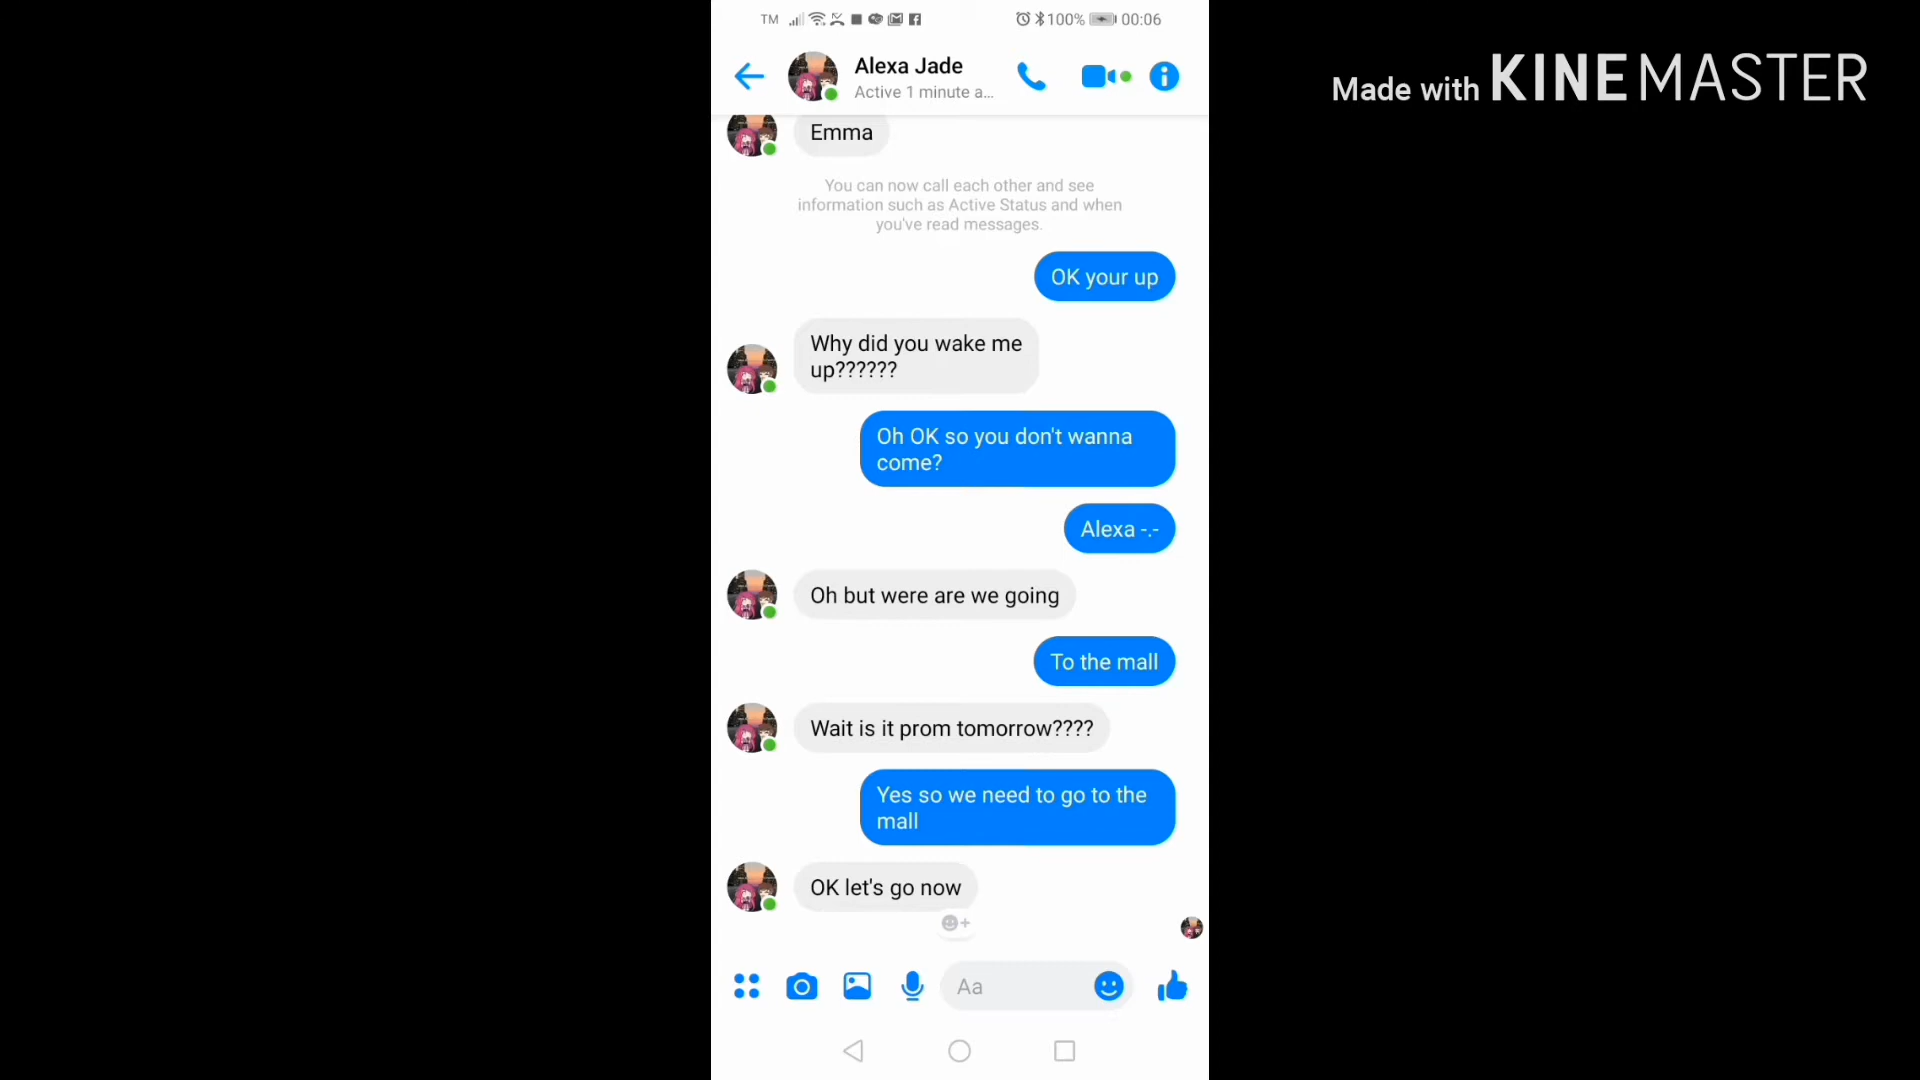 TM
100%
00:06
Made with KINEMASTER
Alexa Jade
Active 1 minute a...
Emma
You can now call each other and see
information such as Active Status and when
you've read messages.
OK your up
Why did you wake me
up??????
Oh OK so you don't wanna
come?
Alexa -.-
Oh but were are we going
To the mall
Wait is it prom tomorrow????
Yes so we need to go to the
mall
OK let's go now
Aa